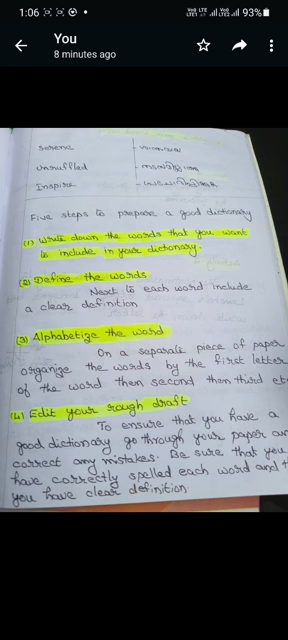 1:06
93%
You
8 minutes ago
Serene
Unruffled
Inspire
Five steps to prepare a good dictionary
(1) Write down the words that you want
to include in your dictionary.
(2) Define the words
Next to each word include
a clear definition
(3) Alphabetize the word
On a separate piece of paper
organize the words by the first letter
of the word then second then third et
(4) Edit your rough draft
To ensure that you have a
good dictionary go through your paper an
correct any mistakes. Be sure that you
have correctly spelled each word and th
you have clear definition.